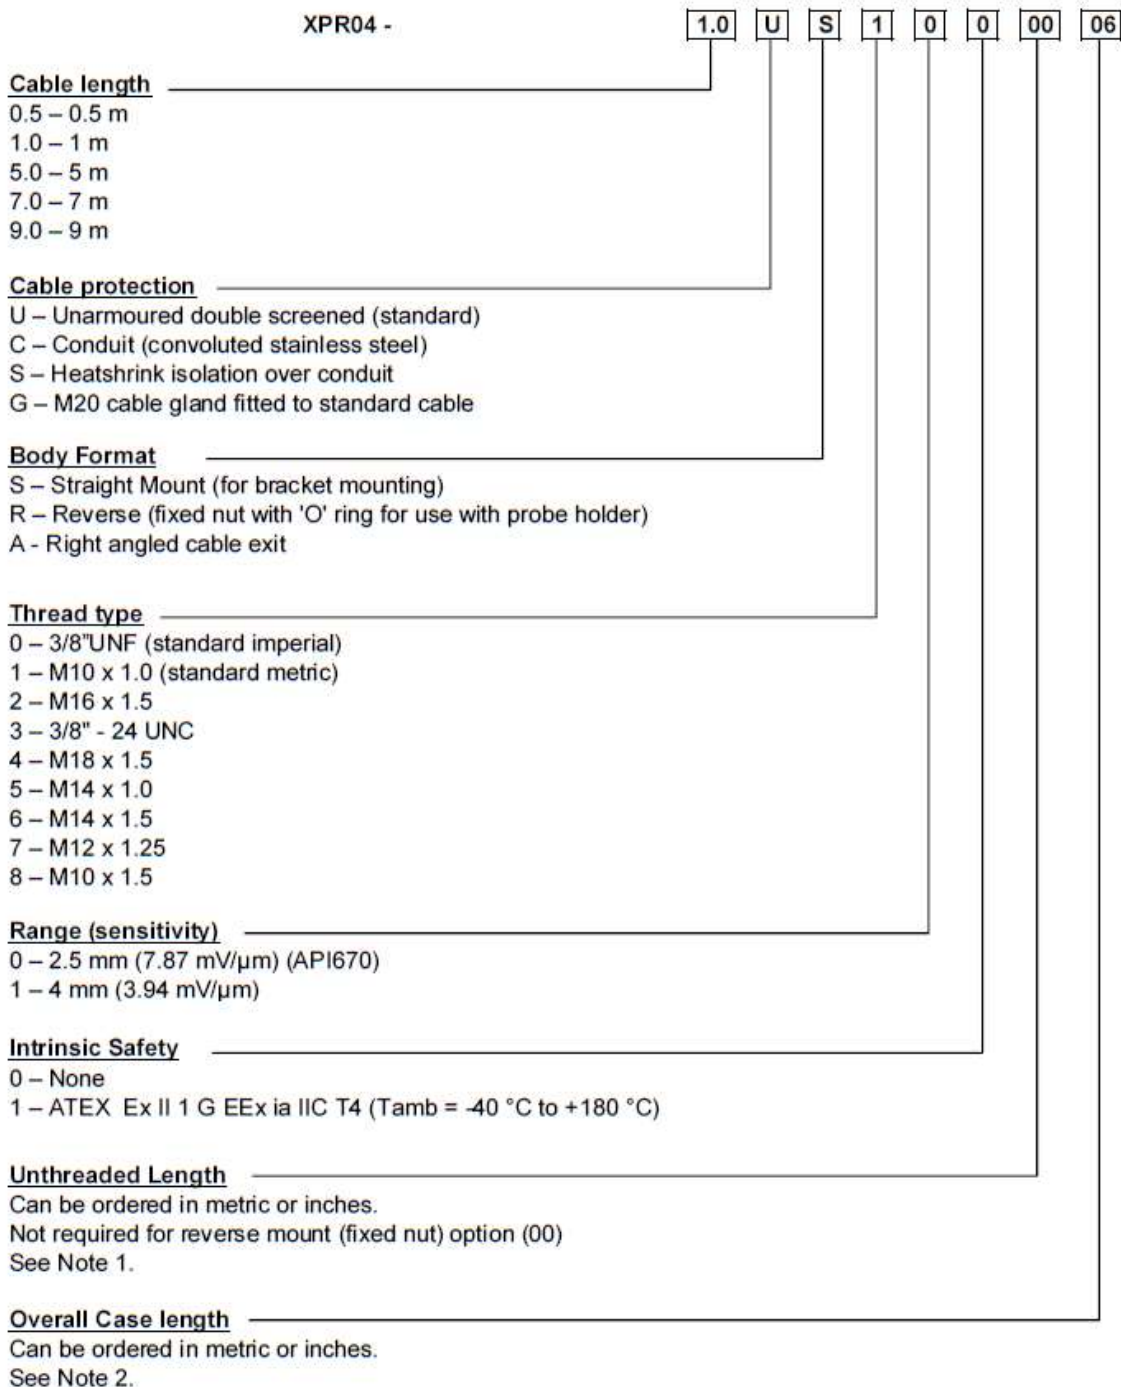 XPR04 - 1.0 U S 1 0 0 00 06
Cable length
0.5 – 0.5 m
1.0 – 1 m
5.0 – 5 m
7.0 – 7 m
9.0 – 9 m
Cable protection
U – Unarmoured double screened (standard)
C – Conduit (convoluted stainless steel)
S – Heatshrink isolation over conduit
G – M20 cable gland fitted to standard cable
Body Format
S – Straight Mount (for bracket mounting)
R – Reverse (fixed nut with 'O' ring for use with probe holder)
A - Right angled cable exit
Thread type
0 – 3/8"UNF (standard imperial)
1 – M10 x 1.0 (standard metric)
2 – M16 x 1.5
3 – 3/8" - 24 UNC
4 – M18 x 1.5
5 – M14 x 1.0
6 – M14 x 1.5
7 – M12 x 1.25
8 – M10 x 1.5
Range (sensitivity)
0 – 2.5 mm (7.87 mV/µm) (API670)
1 – 4 mm (3.94 mV/µm)
Intrinsic Safety
0 – None
1 – ATEX Ex II 1 G EEx ia IIC T4 (Tamb = -40 °C to +180 °C)
Unthreaded Length
Can be ordered in metric or inches.
Not required for reverse mount (fixed nut) option (00)
See Note 1.
Overall Case length
Can be ordered in metric or inches.
See Note 2.